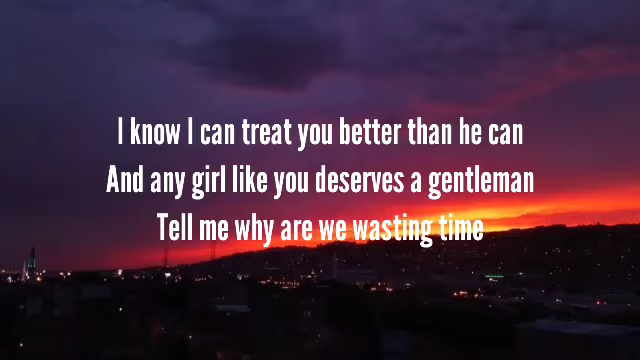 I know I can treat you better than he can
And any girl like you deserves a gentleman
Tell me why are we wasting time